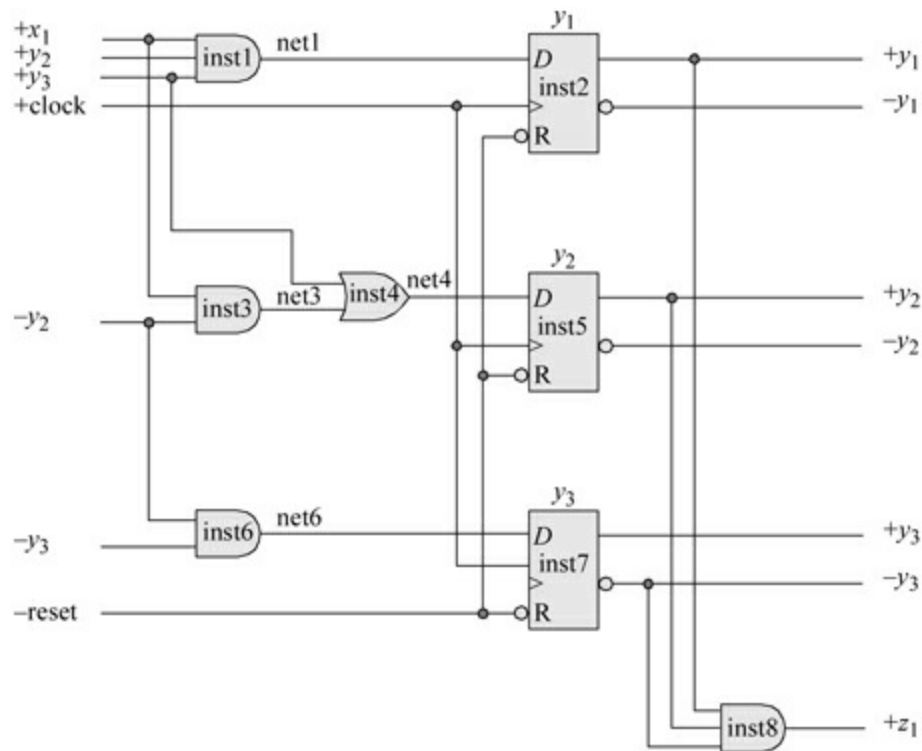 y1
+x1
+y2
+y3
+clock
inst1
net1
D
inst2
R
+y1
−y1
y2
inst3
net3
inst4
net4
−y2
D
inst5
R
+y2
−y2
y3
inst6
net6
−y3
−reset
D
inst7
R
+y3
−y3
inst8
+z1